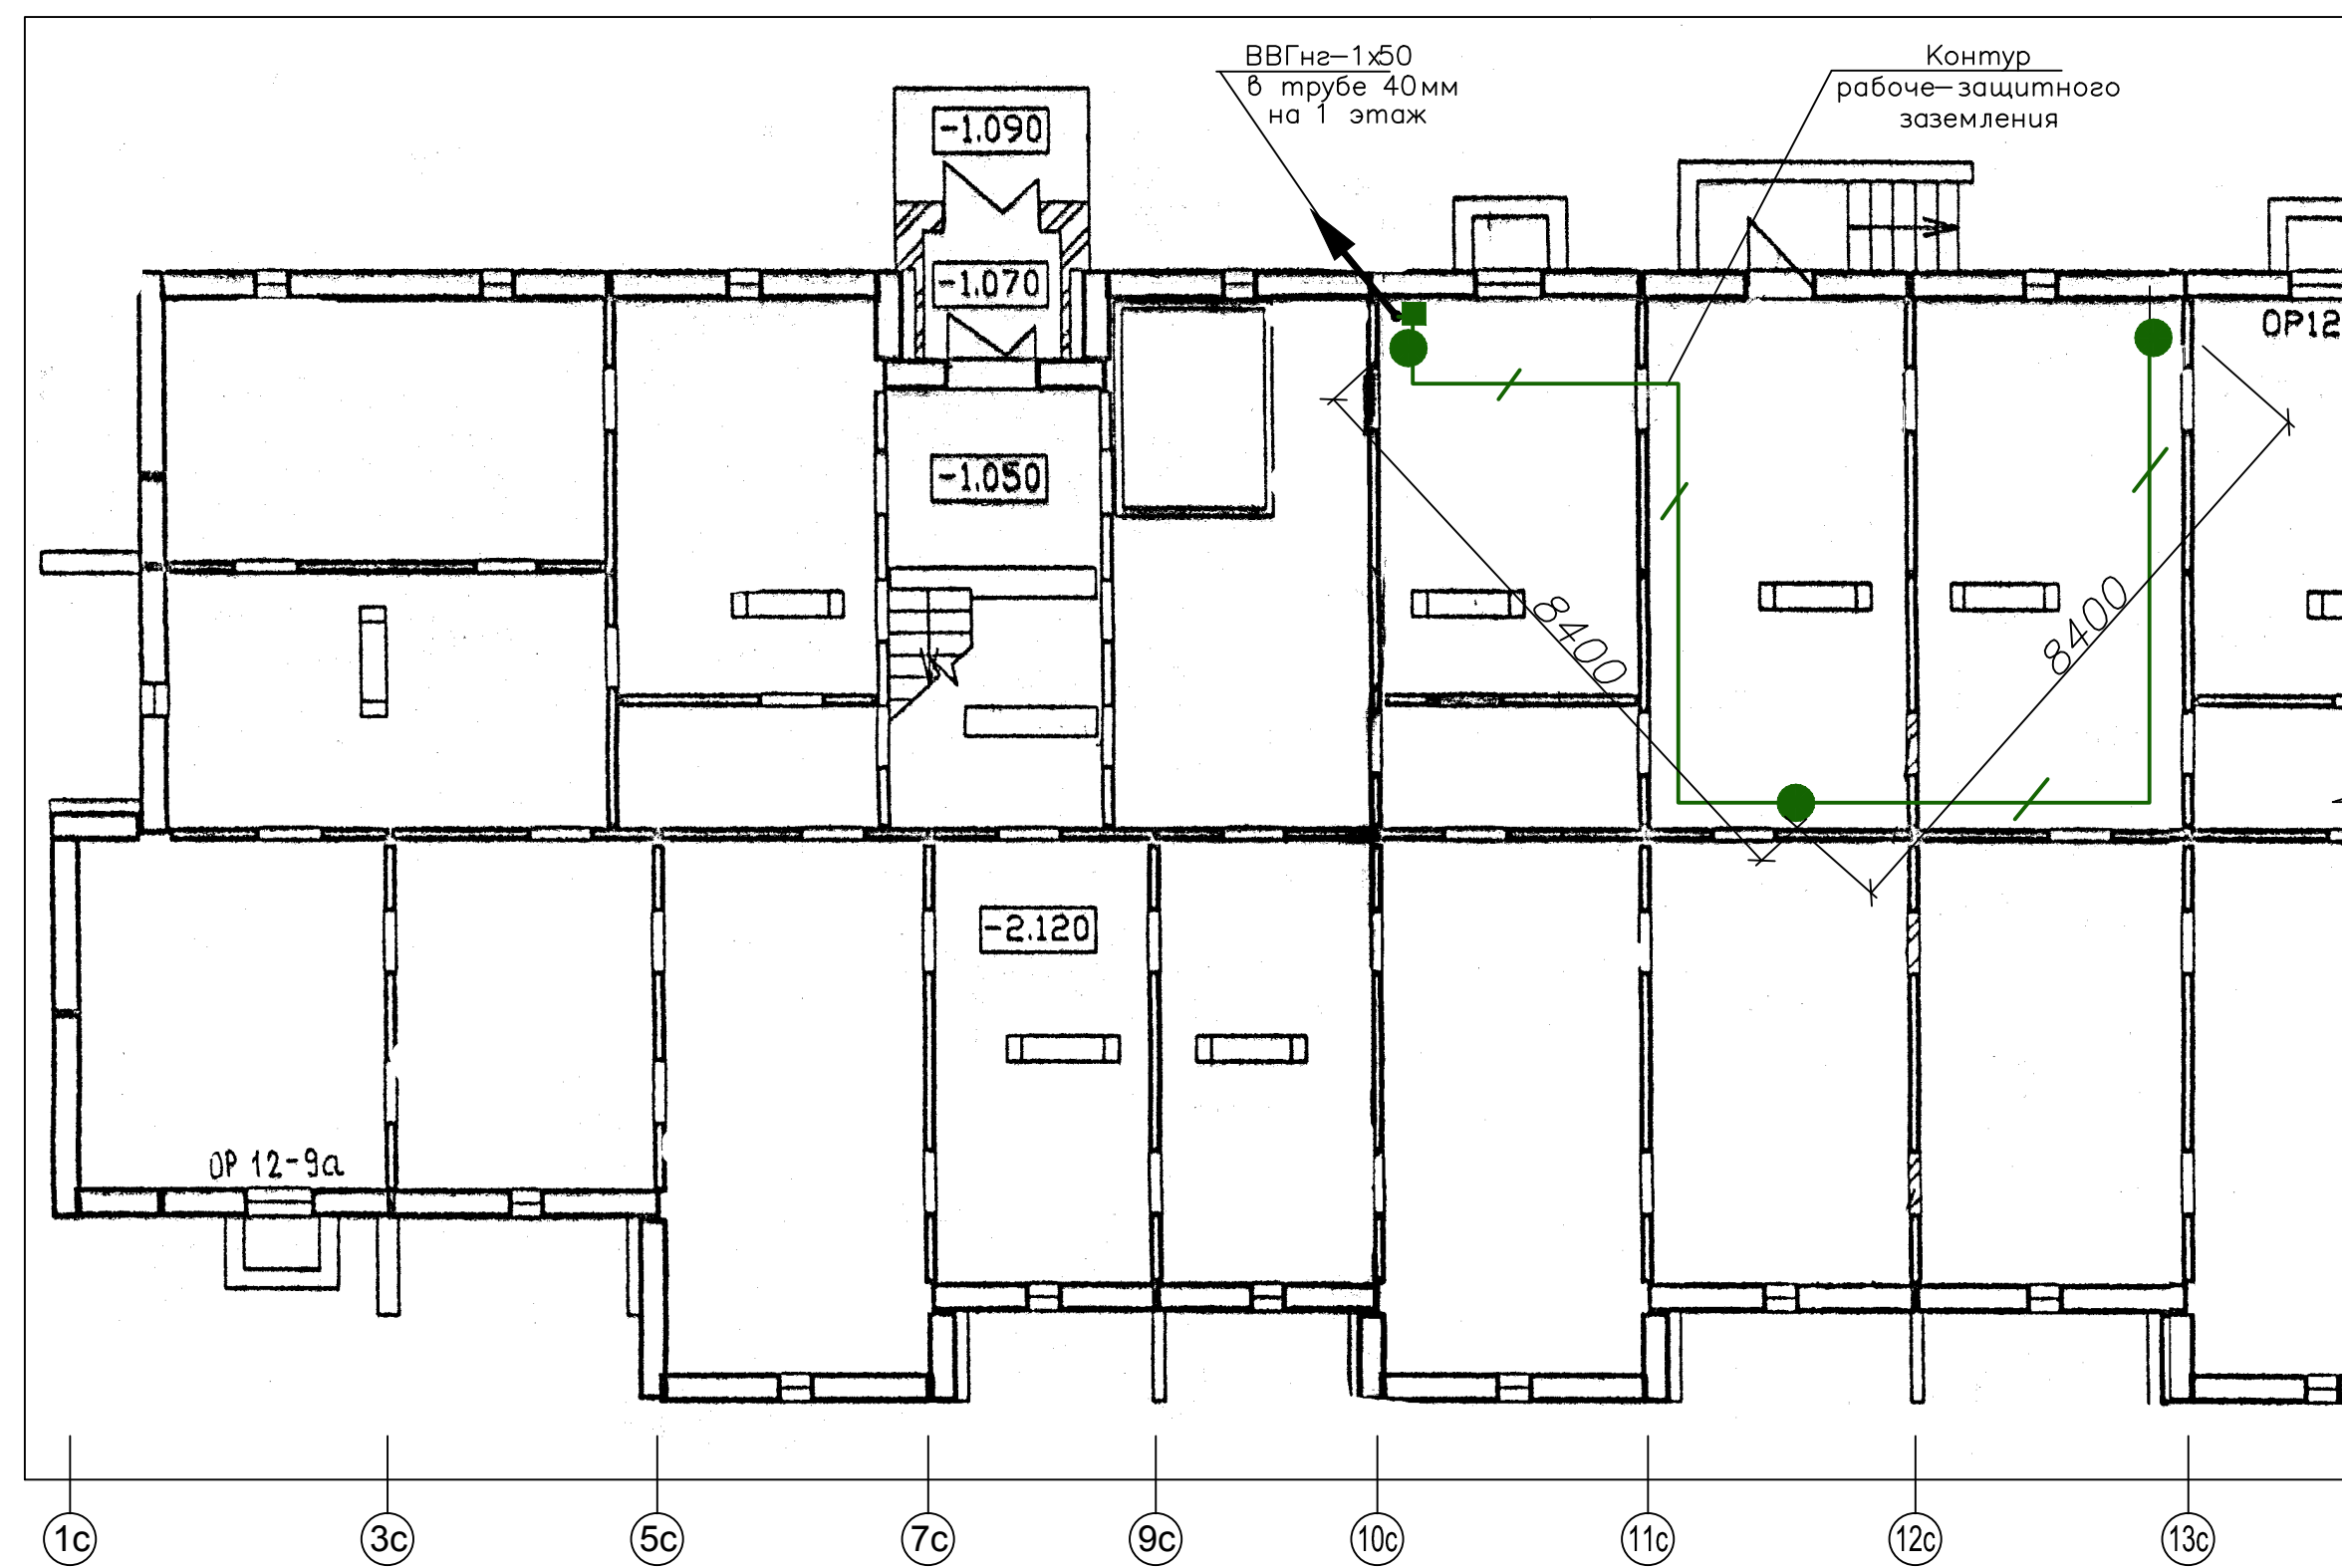 ВВГнг-1х50
в трубе 40мм
на 1 этаж
Контур
рабоче-защитного
заземления
-1.090
-1.070
ОР12
-1.050
8400
8400
-2.120
ОР 12-9а
1с
3с
5с
7с
9с
10с
11с
12с
13с